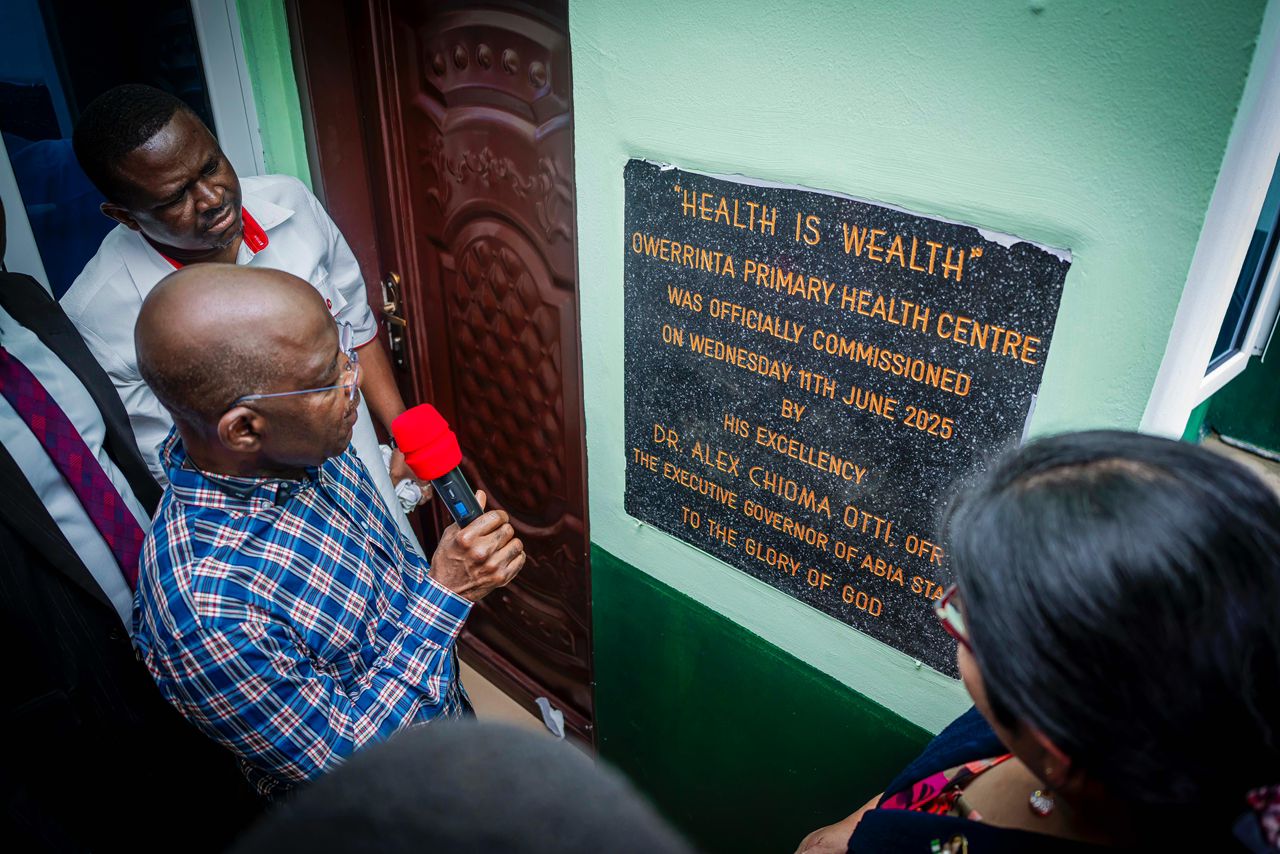 "HEALTH IS WEALTH"
OWERRINTA PRIMARY HEALTH CENTRE
WAS OFFICIALLY COMMISSIONED
ON WEDNESDAY 11TH JUNE 2025
BY
HIS EXCELLENCY
DR. ALEX CHIOMA OTTI, OFR
THE EXECUTIVE GOVERNOR OF ABIA STA
TO THE GLORY OF GOD